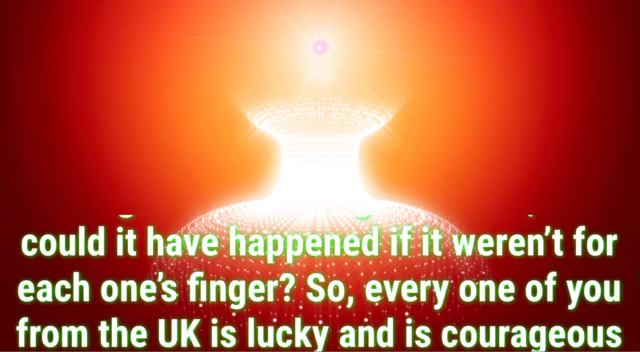 could it have happened if it weren’t for
each one’s finger? So, every one of you
from the UK is lucky and is courageous